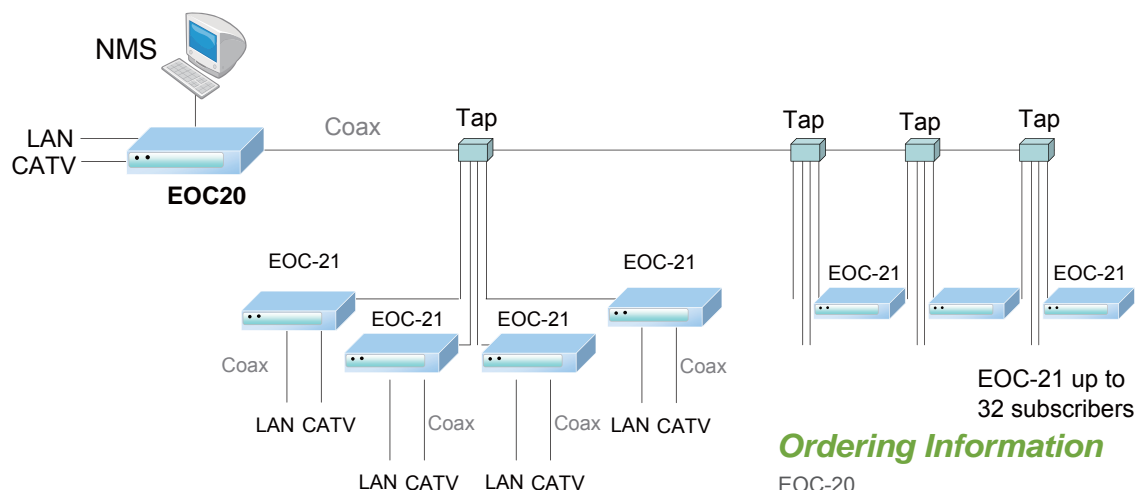 NMS
LAN
CATV
EOC20
Coax
Tap
Tap
Tap
Tap
EOC-21
EOC-21
EOC-21
EOC-21
EOC-21
EOC-21
Coax
LAN CATV
Coax
LAN CATV
Coax
LAN CATV
Coax
LAN CATV
EOC-21 up to
32 subscribers
Ordering Information
EOC-20